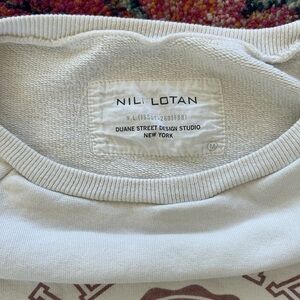 NILI LOTAN
DUANE STREET DESIGN STUDIO
NEW YORK
M